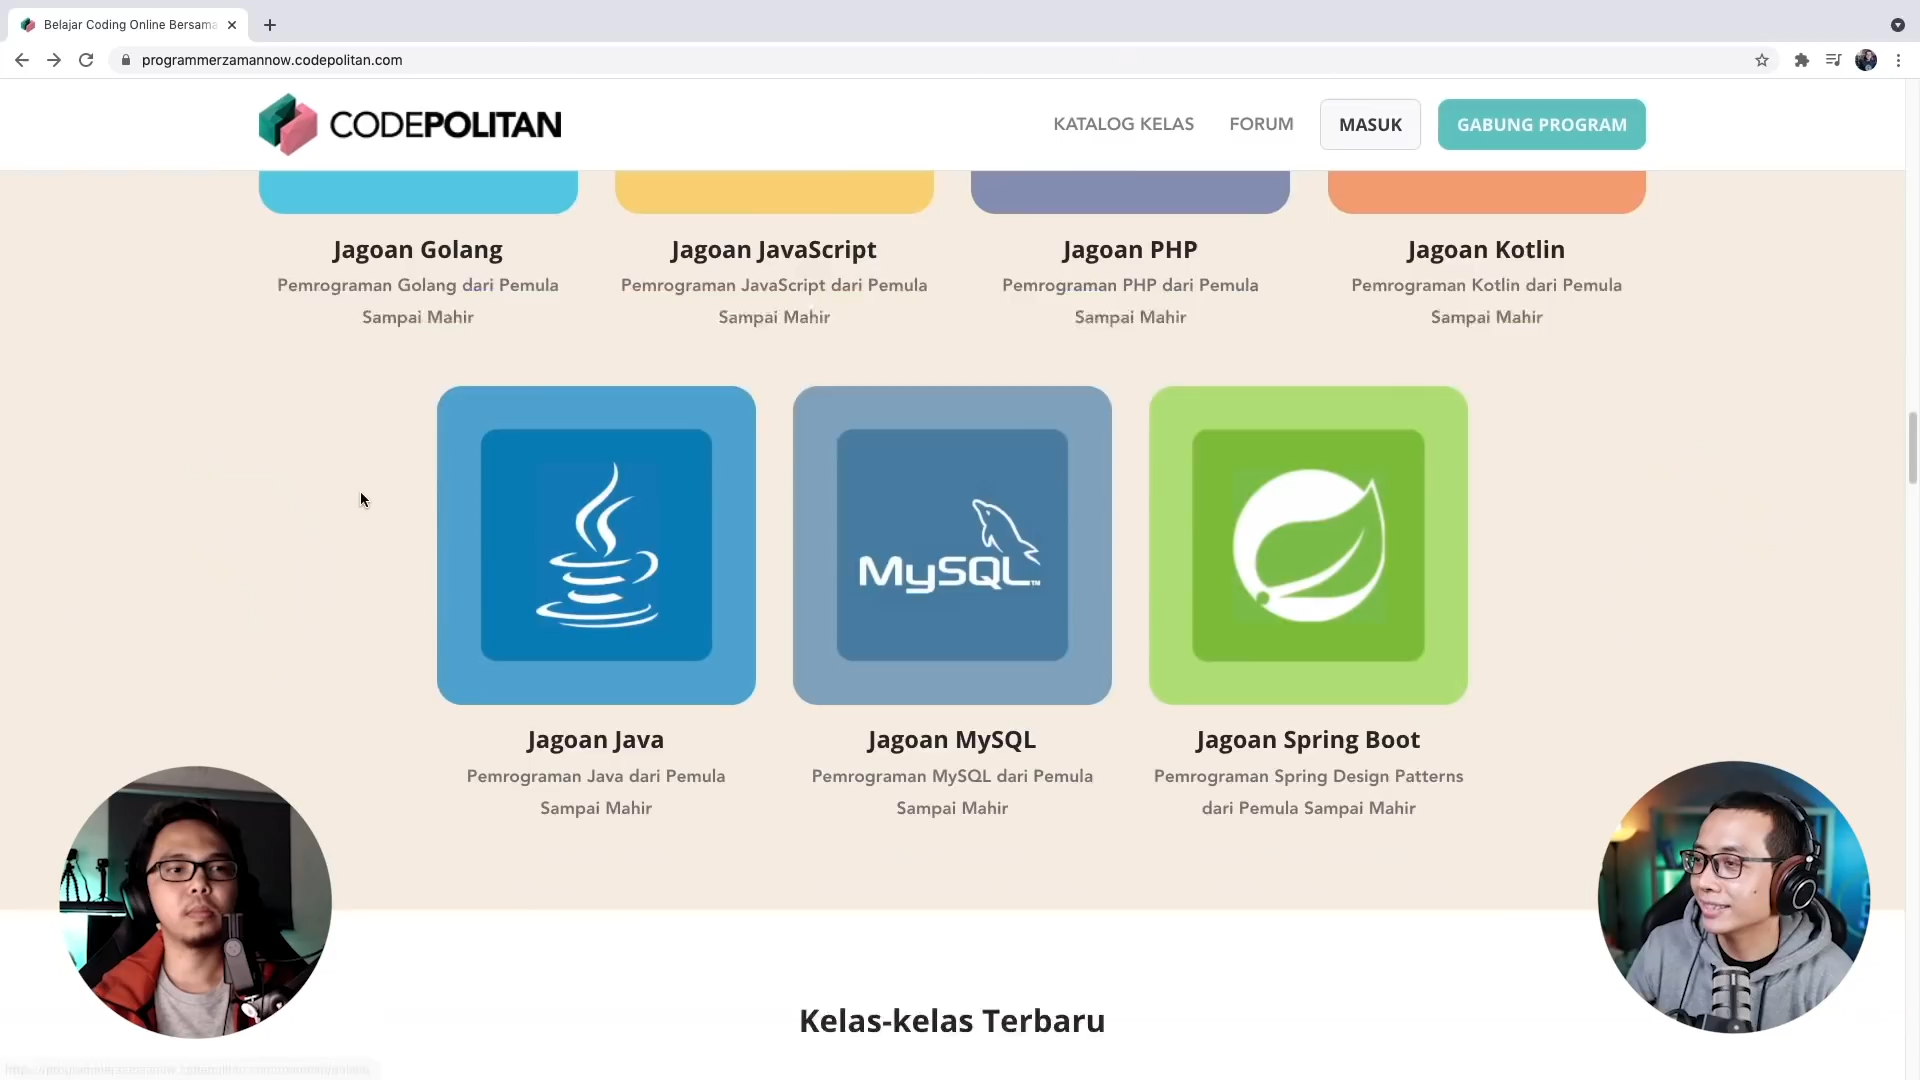 Belajar Coding Online Bersama
programmerzamannow.codepolitan.com
CODEPOLITAN
KATALOG KELAS
FORUM
MASUK
GABUNG PROGRAM
Jagoan Golang
Pemrograman Golang dari Pemula
Sampai Mahir
Jagoan JavaScript
Pemrograman JavaScript dari Pemula
Sampai Mahir
Jagoan PHP
Pemrograman PHP dari Pemula
Sampai Mahir
Jagoan Kotlin
Pemrograman Kotlin dari Pemula
Sampai Mahir
MySQL™
Jagoan Java
Pemrograman Java dari Pemula
Sampai Mahir
Jagoan MySQL
Pemrograman MySQL dari Pemula
Sampai Mahir
Jagoan Spring Boot
Pemrograman Spring Design Patterns
dari Pemula Sampai Mahir
Kelas-kelas Terbaru